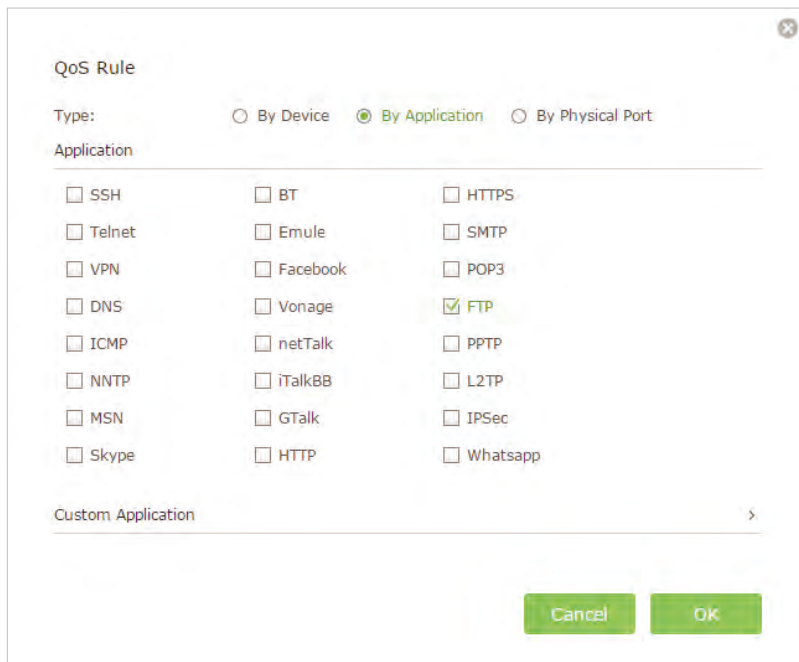 QoS Rule
Type: By Device By Application By Physical Port
Application
SSH BT HTTPS
Telnet Emule SMTP
VPN Facebook POP3
DNS Vonage FTP
ICMP netTalk PPTP
NNTP iTalkBB L2TP
MSN GTalk IPSec
Skype HTTP Whatsapp
Custom Application
Cancel OK